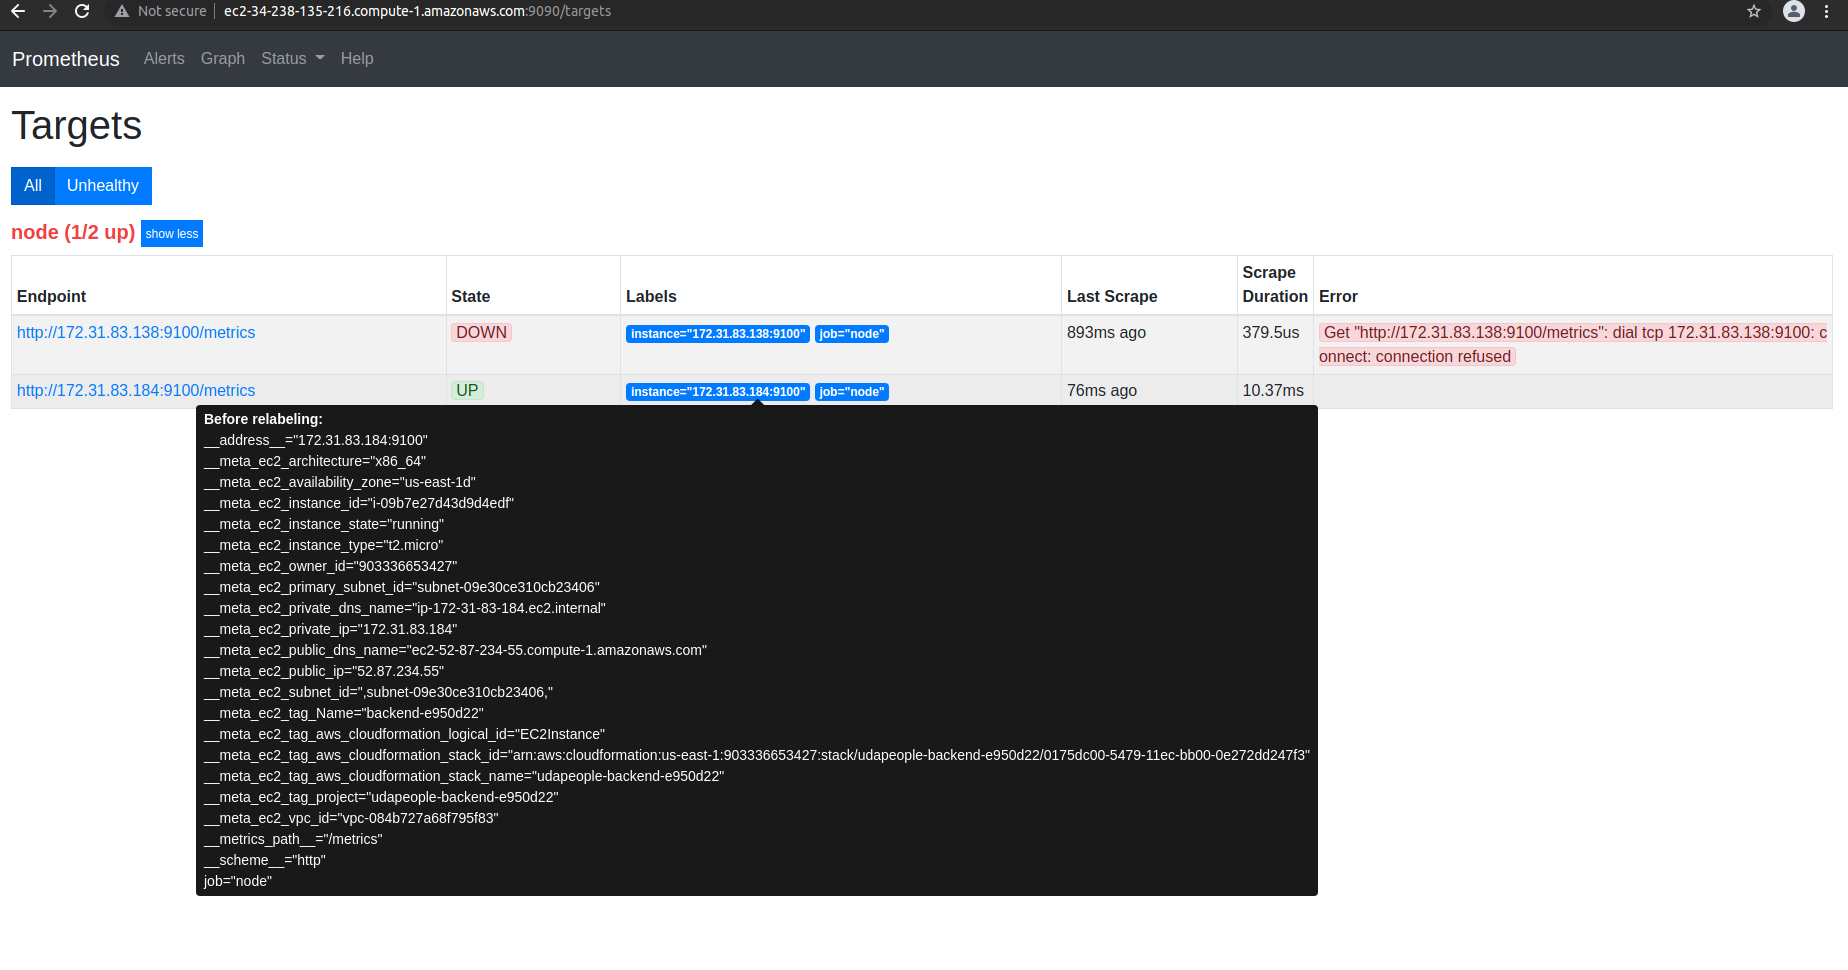 Not secure | ec2-34-238-135-216.compute-1.amazonaws.com:9090/targets
Prometheus Alerts Graph Status Help
Targets
All Unhealthy
node (1/2 up) show less
Endpoint State Labels Last Scrape Scrape Duration Error
http://172.31.83.138:9100/metrics DOWN instance="172.31.83.138:9100" job="node" 893ms ago 379.5us Get "http://172.31.83.138:9100/metrics": dial tcp 172.31.83.138:9100: c
onnect: connection refused
http://172.31.83.184:9100/metrics UP instance="172.31.83.184:9100" job="node" 76ms ago 10.37ms
Before relabeling:
__address__="172.31.83.184:9100"
__meta_ec2_architecture="x86_64"
__meta_ec2_availability_zone="us-east-1d"
__meta_ec2_instance_id="i-09b7e27d43d9d4edf"
__meta_ec2_instance_state="running"
__meta_ec2_instance_type="t2.micro"
__meta_ec2_owner_id="903336653427"
__meta_ec2_primary_subnet_id="subnet-09e30ce310cb23406"
__meta_ec2_private_dns_name="ip-172-31-83-184.ec2.internal"
__meta_ec2_private_ip="172.31.83.184"
__meta_ec2_public_dns_name="ec2-52-87-234-55.compute-1.amazonaws.com"
__meta_ec2_public_ip="52.87.234.55"
__meta_ec2_subnet_id=",subnet-09e30ce310cb23406,"
__meta_ec2_tag_Name="backend-e950d22"
__meta_ec2_tag_aws_cloudformation_logical_id="EC2Instance"
__meta_ec2_tag_aws_cloudformation_stack_id="arn:aws:cloudformation:us-east-1:903336653427:stack/udapeople-backend-e950d22/0175dc00-5479-11ec-bb00-0e272dd247f3"
__meta_ec2_tag_aws_cloudformation_stack_name="udapeople-backend-e950d22"
__meta_ec2_tag_project="udapeople-backend-e950d22"
__meta_ec2_vpc_id="vpc-084b727a68f795f83"
__metrics_path__="/metrics"
__scheme__="http"
job="node"